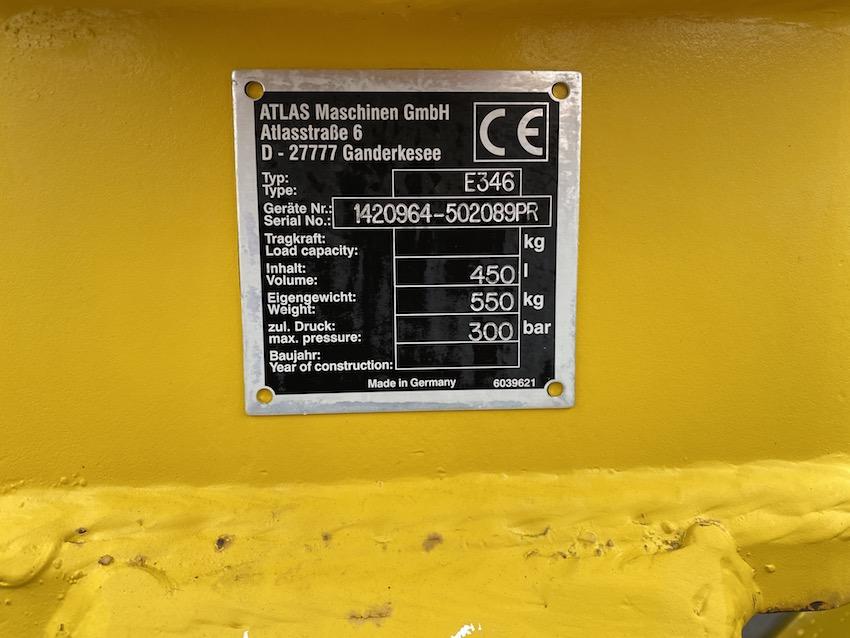 ATLAS Maschinen GmbH
Atlasstraße 6
D - 27777 Ganderkesee
CE
Typ:
Type: E346
Geräte Nr.:
Serial No.: 1420964-502089PR
Tragkraft:
Load capacity: kg
Inhalt:
Volume: 450 l
Eigengewicht:
Weight: 550 kg
zul. Druck:
max. pressure: 300 bar
Baujahr:
Year of construction:
Made in Germany 6039621